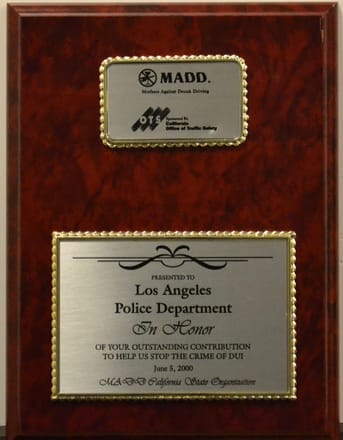 MADD.
Mothers Against Drunk Driving
OTS Sponsored By
California
Office of Traffic Safety
PRESENTED TO
Los Angeles
Police Department
In Honor
OF YOUR OUTSTANDING CONTRIBUTION
TO HELP US STOP THE CRIME OF DUI
June 5, 2000
MADD California State Organization